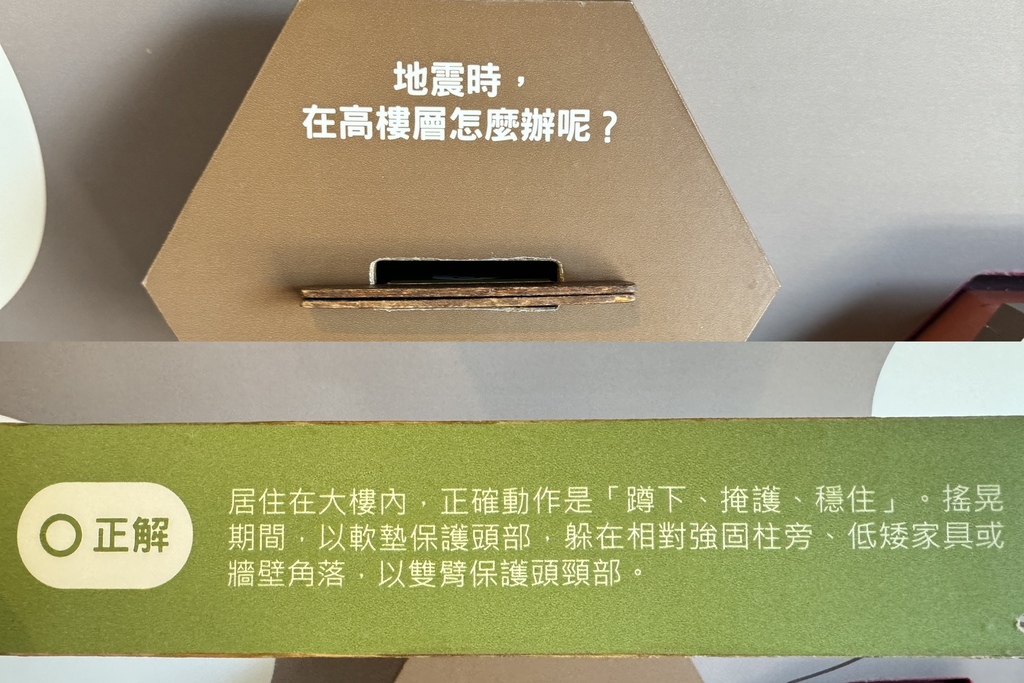 地震時，
在高樓層怎麼辦呢？
正解
居住在大樓內，正確動作是「蹲下、掩護、穩住」。搖晃
期間，以軟墊保護頭部，躲在相對強固柱旁、低矮家具或
牆壁角落，以雙臂保護頭頸部。